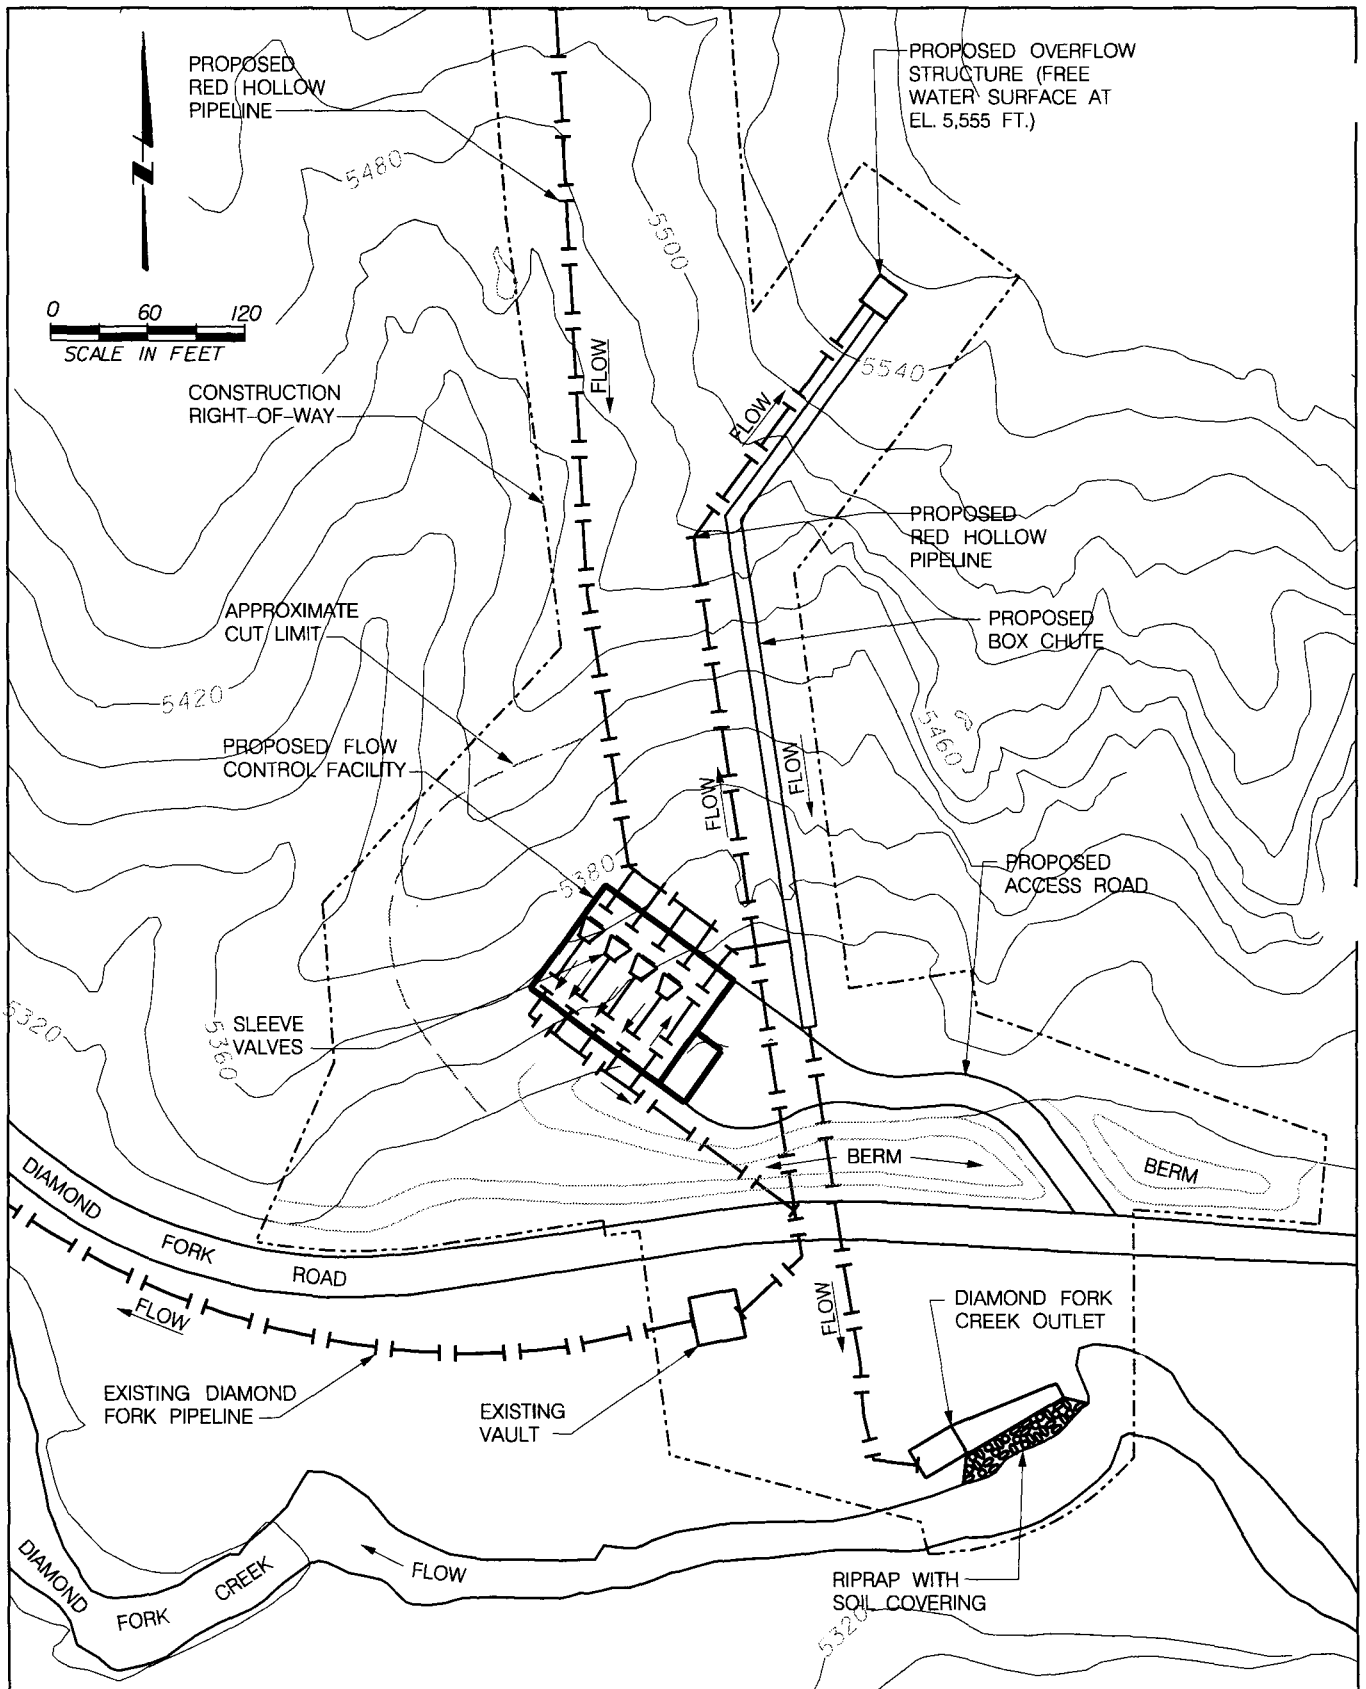 PROPOSED
RED HOLLOW
PIPELINE
PROPOSED OVERFLOW
STRUCTURE (FREE
WATER SURFACE AT
EL. 5,555 FT.)
N
5480
5500
0 60 120
SCALE IN FEET
FLOW
CONSTRUCTION
RIGHT-OF-WAY
5540
FLOW
PROPOSED
RED HOLLOW
PIPELINE
APPROXIMATE
CUT LIMIT
PROPOSED
BOX CHUTE
5420
5460
PROPOSED FLOW
CONTROL FACILITY
FLOW
FLOW
PROPOSED
ACCESS ROAD
5380
5320
5360
SLEEVE
VALVES
BERM
BERM
DIAMOND
FORK
ROAD
FLOW
FLOW
DIAMOND FORK
CREEK OUTLET
EXISTING DIAMOND
FORK PIPELINE
EXISTING
VAULT
DIAMOND
FORK
CREEK
FLOW
RIPRAP WITH
SOIL COVERING
5320